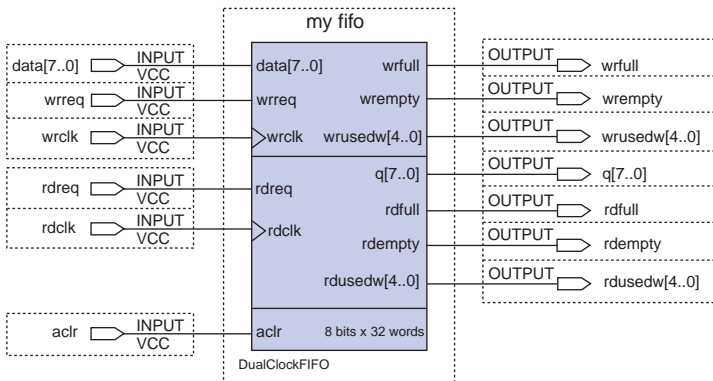 my fifo
data[7..0] INPUT VCC data[7..0] wrfull OUTPUT wrfull
wrreq INPUT VCC wrreq wrempty OUTPUT wrempty
wrclk INPUT VCC wrclk wrusedw[4..0] OUTPUT wrusedw[4..0]
q[7..0] OUTPUT q[7..0]
rdreq INPUT VCC rdreq rdfull OUTPUT rdfull
rdclk INPUT VCC rdclk rdempty OUTPUT rdempty
rdusedw[4..0] OUTPUT rdusedw[4..0]
aclr INPUT VCC aclr 8 bits x 32 words
DualClockFIFO